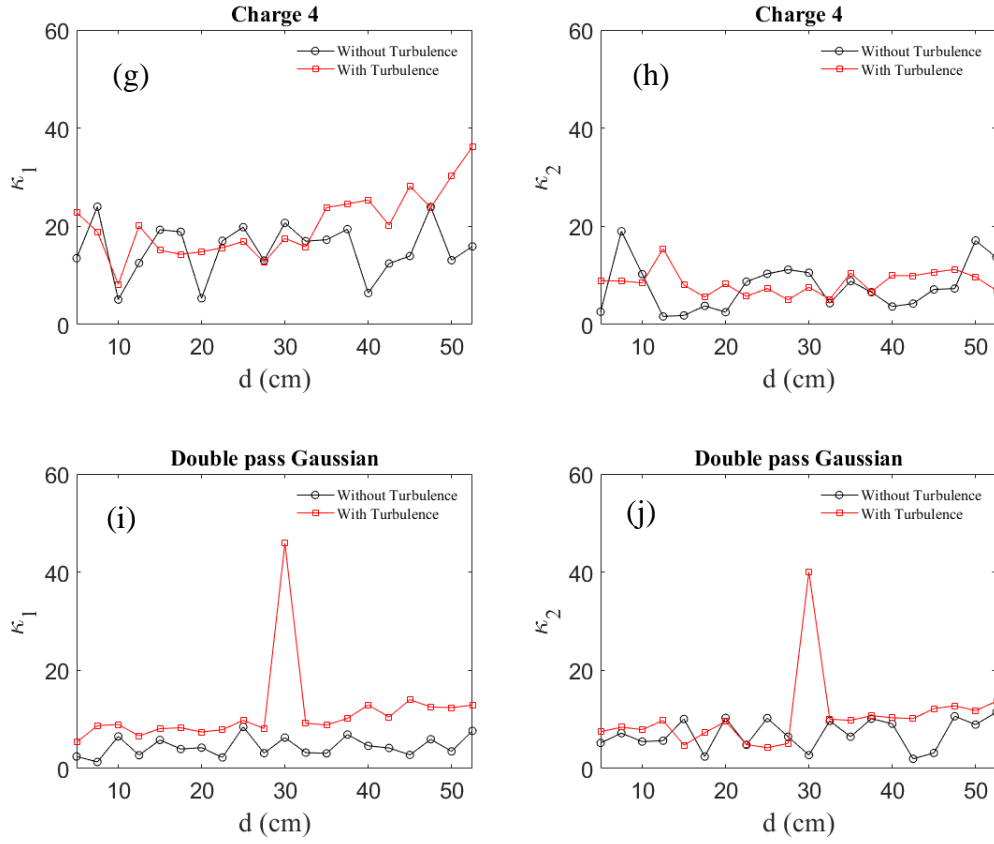 Charge 4
60
40
20
0
κ1
(g)
Without Turbulence
With Turbulence
10 20 30 40 50
d (cm)
Charge 4
60
40
20
0
κ2
(h)
Without Turbulence
With Turbulence
10 20 30 40 50
d (cm)
Double pass Gaussian
60
40
20
0
κ1
(i)
Without Turbulence
With Turbulence
10 20 30 40 50
d (cm)
Double pass Gaussian
60
40
20
0
κ2
(j)
Without Turbulence
With Turbulence
10 20 30 40 50
d (cm)